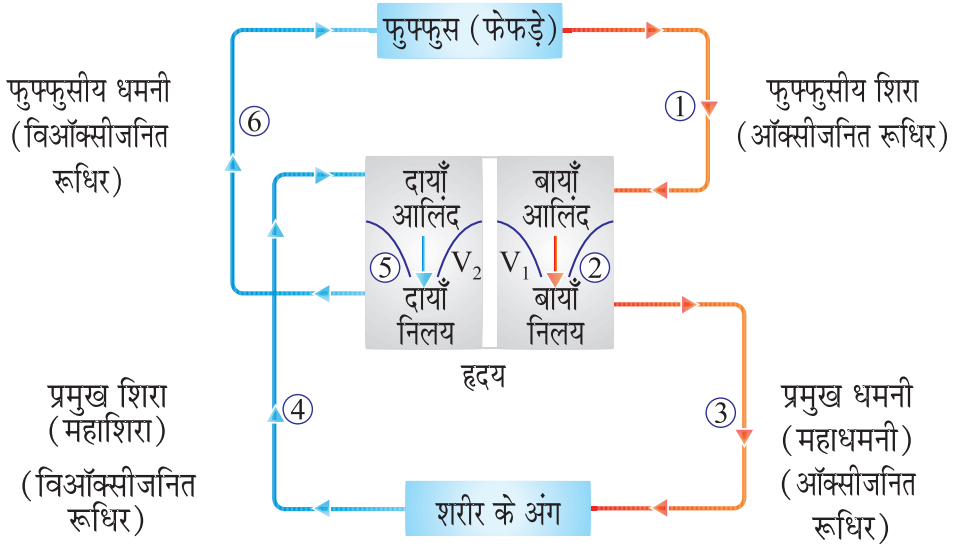 फुफ्फुस (फेफड़े)
फुफ्फुसीय धमनी
(विऑक्सीजनित
रूधिर)
6
1
फुफ्फुसीय शिरा
(ऑक्सीजनित रूधिर)
दायाँ
आलिंद
बायाँ
आलिंद
5
V2
V1
2
दायाँ
निलय
बायाँ
निलय
हृदय
प्रमुख शिरा
(महाशिरा)
(विऑक्सीजनित
रूधिर)
4
3
प्रमुख धमनी
(महाधमनी)
(ऑक्सीजनित
रूधिर)
शरीर के अंग